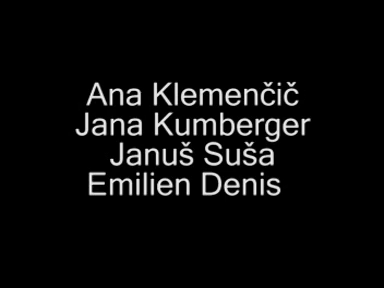 Ana Klemenčič
Jana Kumberger
Januš Suša
Emilien Denis